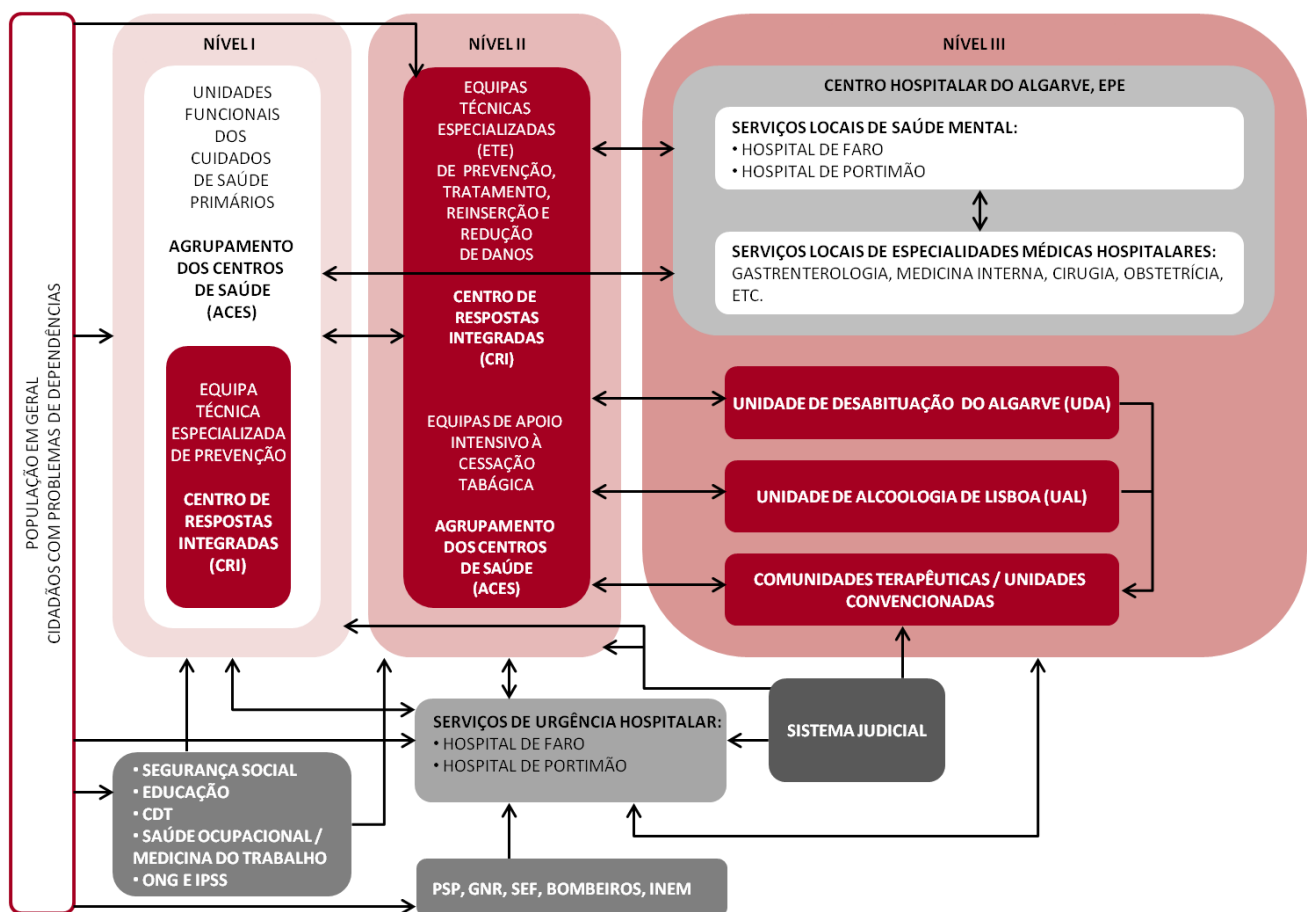 POPULAÇÃO EM GERAL
CIDADÃOS COM PROBLEMAS DE DEPENDÊNCIAS
NÍVEL I
UNIDADES
FUNCIONAIS
DOS
CUIDADOS
DE SAÚDE
PRIMÁRIOS
AGRUPAMENTO
DOS CENTROS
DE SAÚDE
(ACES)
EQUIPA
TÉCNICA
ESPECIALIZADA
DE PREVENÇÃO
CENTRO DE
RESPOSTAS
INTEGRADAS
(CRI)
NÍVEL II
EQUIPAS
TÉCNICAS
ESPECIALIZADAS
(ETE)
DE PREVENÇÃO,
TRATAMENTO,
REINSERÇÃO E
REDUÇÃO
DE DANOS
CENTRO DE
RESPOSTAS
INTEGRADAS
(CRI)
EQUIPAS DE APOIO
INTENSIVO À
CESSAÇÃO
TABÁGICA
AGRUPAMENTO
DOS CENTROS
DE SAÚDE
(ACES)
NÍVEL III
CENTRO HOSPITALAR DO ALGARVE, EPE
SERVIÇOS LOCAIS DE SAÚDE MENTAL:
• HOSPITAL DE FARO
• HOSPITAL DE PORTIMÃO
SERVIÇOS LOCAIS DE ESPECIALIDADES MÉDICAS HOSPITALARES:
GASTRENTEROLOGIA, MEDICINA INTERNA, CIRUGIA, OBSTETRÍCIA,
ETC.
UNIDADE DE DESABITUAÇÃO DO ALGARVE (UDA)
UNIDADE DE ALCOOLOGIA DE LISBOA (UAL)
COMUNIDADES TERAPÊUTICAS / UNIDADES
CONVENCIONADAS
SERVIÇOS DE URGÊNCIA HOSPITALAR:
• HOSPITAL DE FARO
• HOSPITAL DE PORTIMÃO
SISTEMA JUDICIAL
• SEGURANÇA SOCIAL
• EDUCAÇÃO
• CDT
• SAÚDE OCUPACIONAL /
MEDICINA DO TRABALHO
• ONG E IPSS
PSP, GNR, SEF, BOMBEIROS, INEM